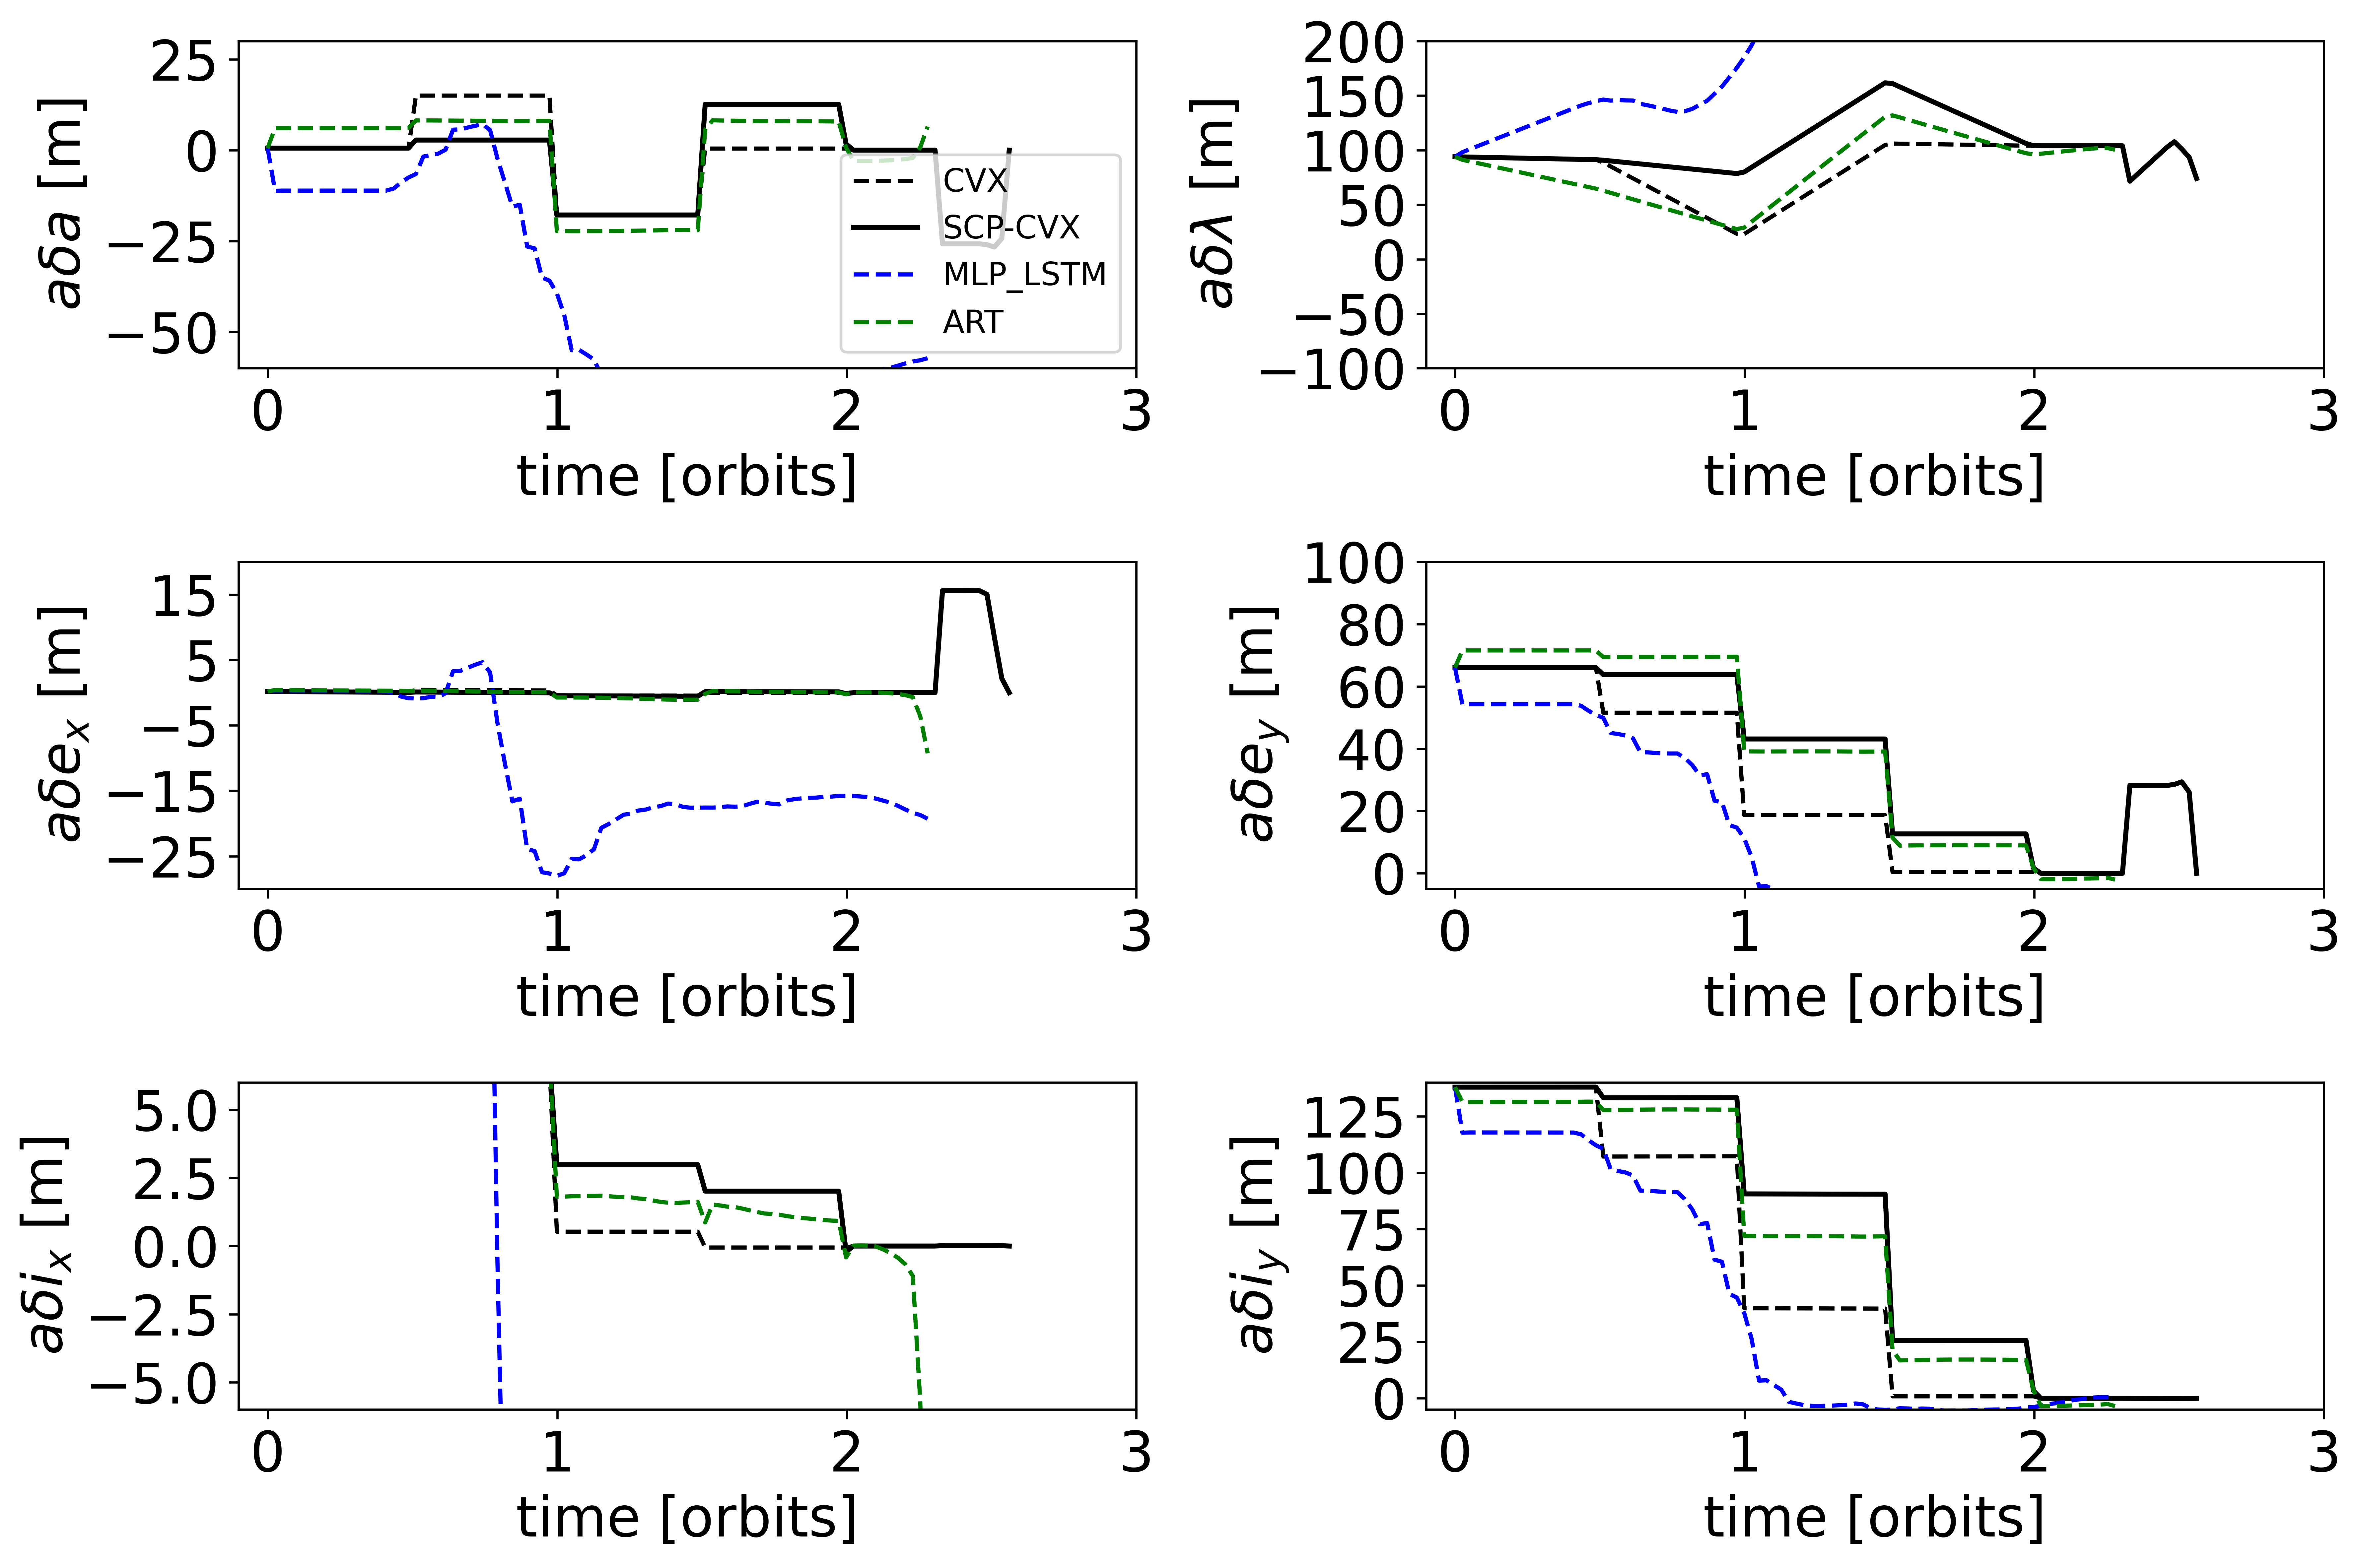 25
0
−25
−50
aδa [m]
CVX
SCP-CVX
MLP_LSTM
ART
0 1 2 3
time [orbits]
200
150
100
50
0
−50
−100
aδλ [m]
0 1 2 3
time [orbits]
15
5
−5
−15
−25
aδeₓ [m]
0 1 2 3
time [orbits]
100
80
60
40
20
0
aδe_y [m]
0 1 2 3
time [orbits]
5.0
2.5
0.0
−2.5
−5.0
aδiₓ [m]
0 1 2 3
time [orbits]
125
100
75
50
25
0
aδi_y [m]
0 1 2 3
time [orbits]